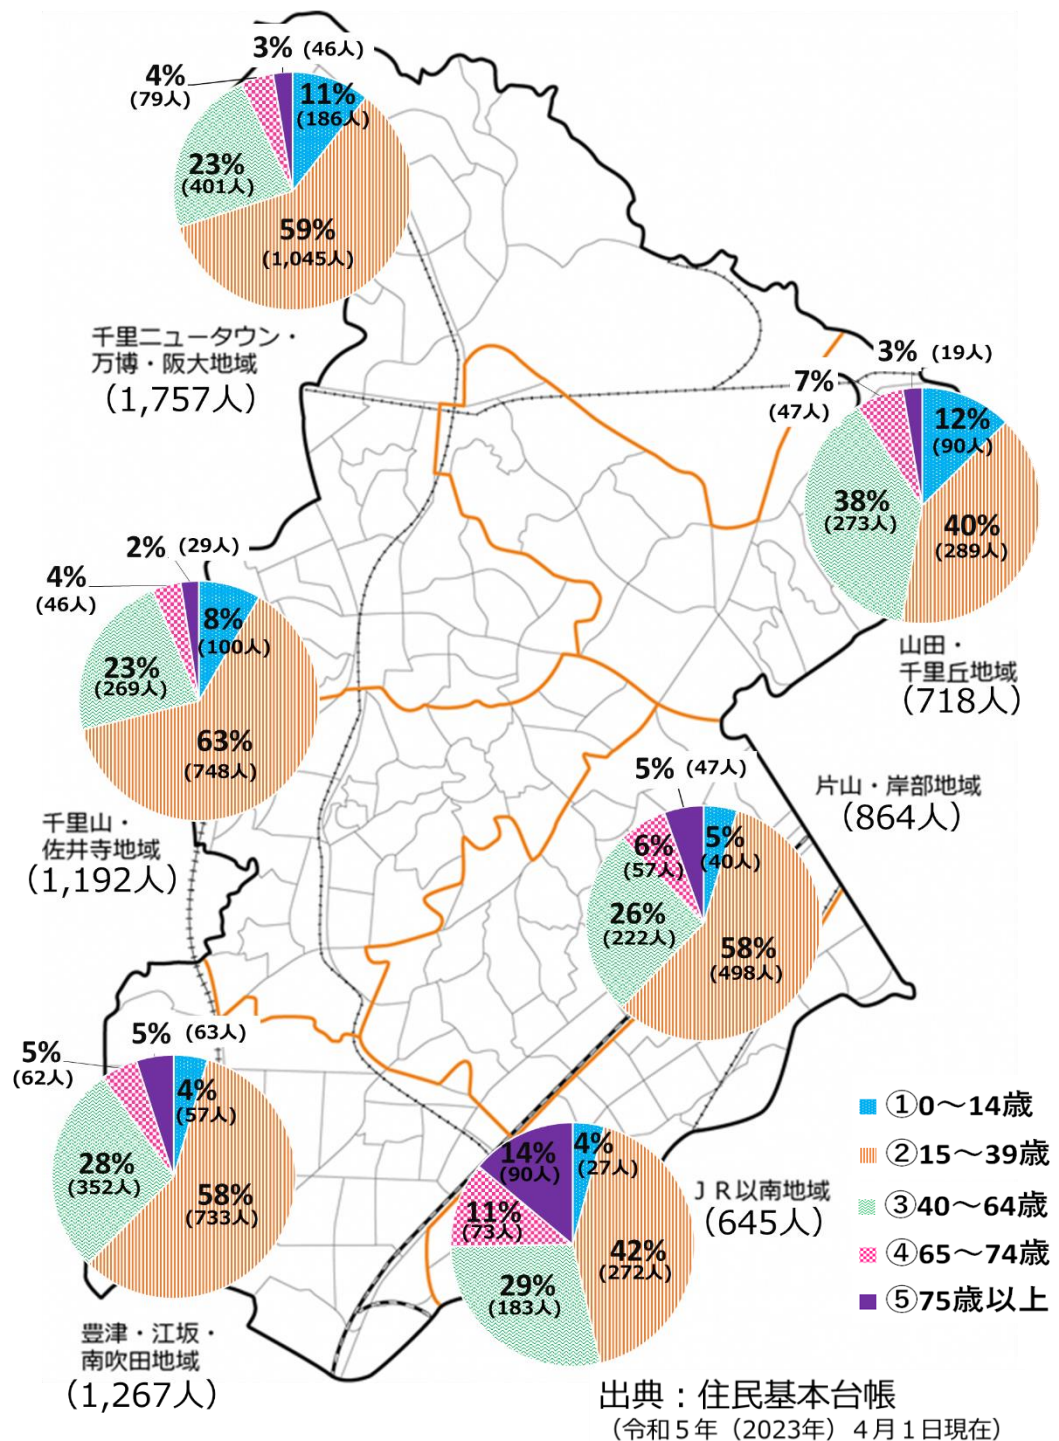 3% (46人)
4%
(79人)
11%
(186人)
23%
(401人)
59%
(1,045人)
千里ニュータウン・
万博・阪大地域
(1,757人)
3% (19人)
7%
(47人)
12%
(90人)
38%
(273人)
40%
(289人)
山田・
千里丘地域
(718人)
2% (29人)
4%
(46人)
8%
(100人)
23%
(269人)
63%
(748人)
千里山・
佐井寺地域
(1,192人)
5% (47人)
片山・岸部地域
(864人)
6%
(57人)
5%
(40人)
26%
(222人)
58%
(498人)
5% (63人)
5%
(62人)
4%
(57人)
28%
(352人)
58%
(733人)
豊津・江坂・
南吹田地域
(1,267人)
14%
(90人)
4%
(27人)
11%
(73人)
42%
(272人)
29%
(183人)
JR以南地域
(645人)
①0~14歳
②15~39歳
③40~64歳
④65~74歳
⑤75歳以上
出典:住民基本台帳
(令和5年(2023年)4月1日現在)